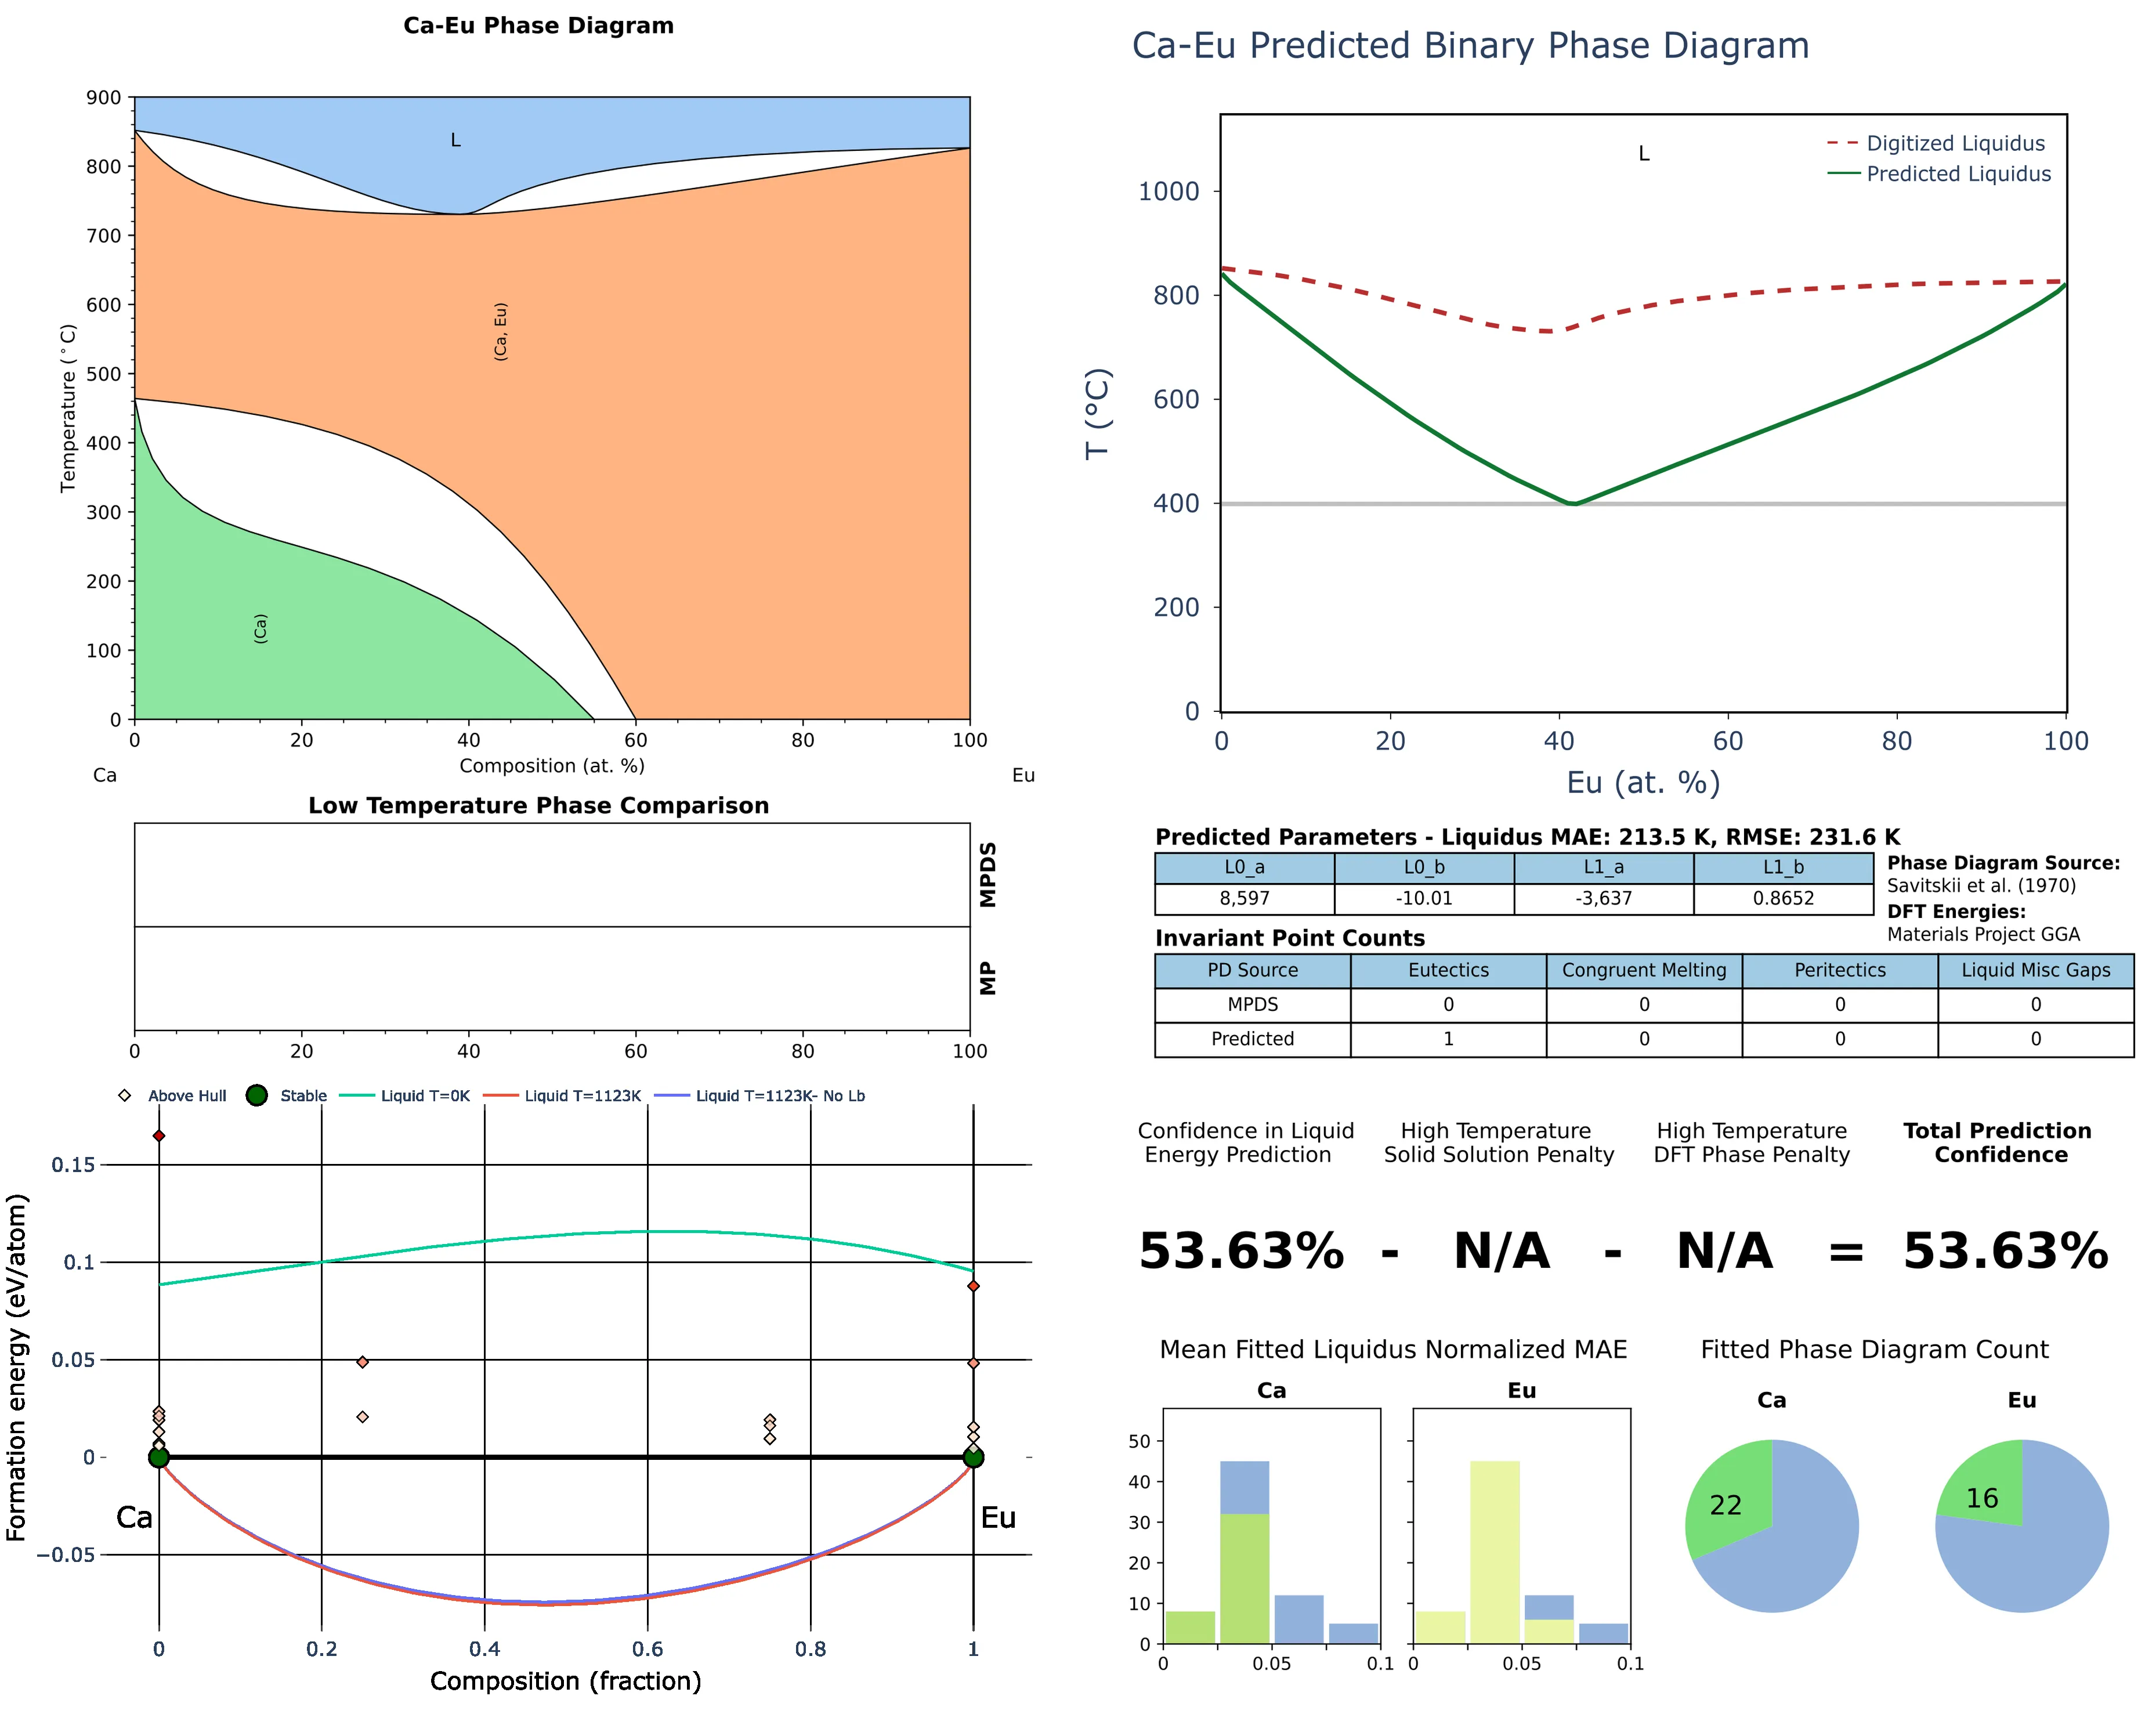 Ca-Eu Phase Diagram
900
800
700
600
500
400
300
200
100
0
Temperature (°C)
L
(Ca, Eu)
(Ca)
0 20 40 60 80 100
Composition (at. %)
Ca Eu
Low Temperature Phase Comparison
MPDS
MP
0 20 40 60 80 100
Above Hull Stable Liquid T=0K Liquid T=1123K Liquid T=1123K- No Lb
0.15
0.1
0.05
0
−0.05
Formation energy (eV/atom)
Ca Eu
0 0.2 0.4 0.6 0.8 1
Composition (fraction)
Ca-Eu Predicted Binary Phase Diagram
L
Digitized Liquidus
Predicted Liquidus
1000
800
600
400
200
0
T (°C)
0 20 40 60 80 100
Eu (at. %)
Predicted Parameters - Liquidus MAE: 213.5 K, RMSE: 231.6 K
L0_a L0_b L1_a L1_b
8,597 -10.01 -3,637 0.8652
Phase Diagram Source:
Savitskii et al. (1970)
DFT Energies:
Materials Project GGA
Invariant Point Counts
PD Source Eutectics Congruent Melting Peritectics Liquid Misc Gaps
MPDS 0 0 0 0
Predicted 1 0 0 0
Confidence in Liquid
Energy Prediction
High Temperature
Solid Solution Penalty
High Temperature
DFT Phase Penalty
Total Prediction
Confidence
53.63% - N/A - N/A = 53.63%
Mean Fitted Liquidus Normalized MAE
Ca Eu
50
40
30
20
10
0
0 0.05 0.1 0 0.05 0.1
Fitted Phase Diagram Count
Ca Eu
22 16